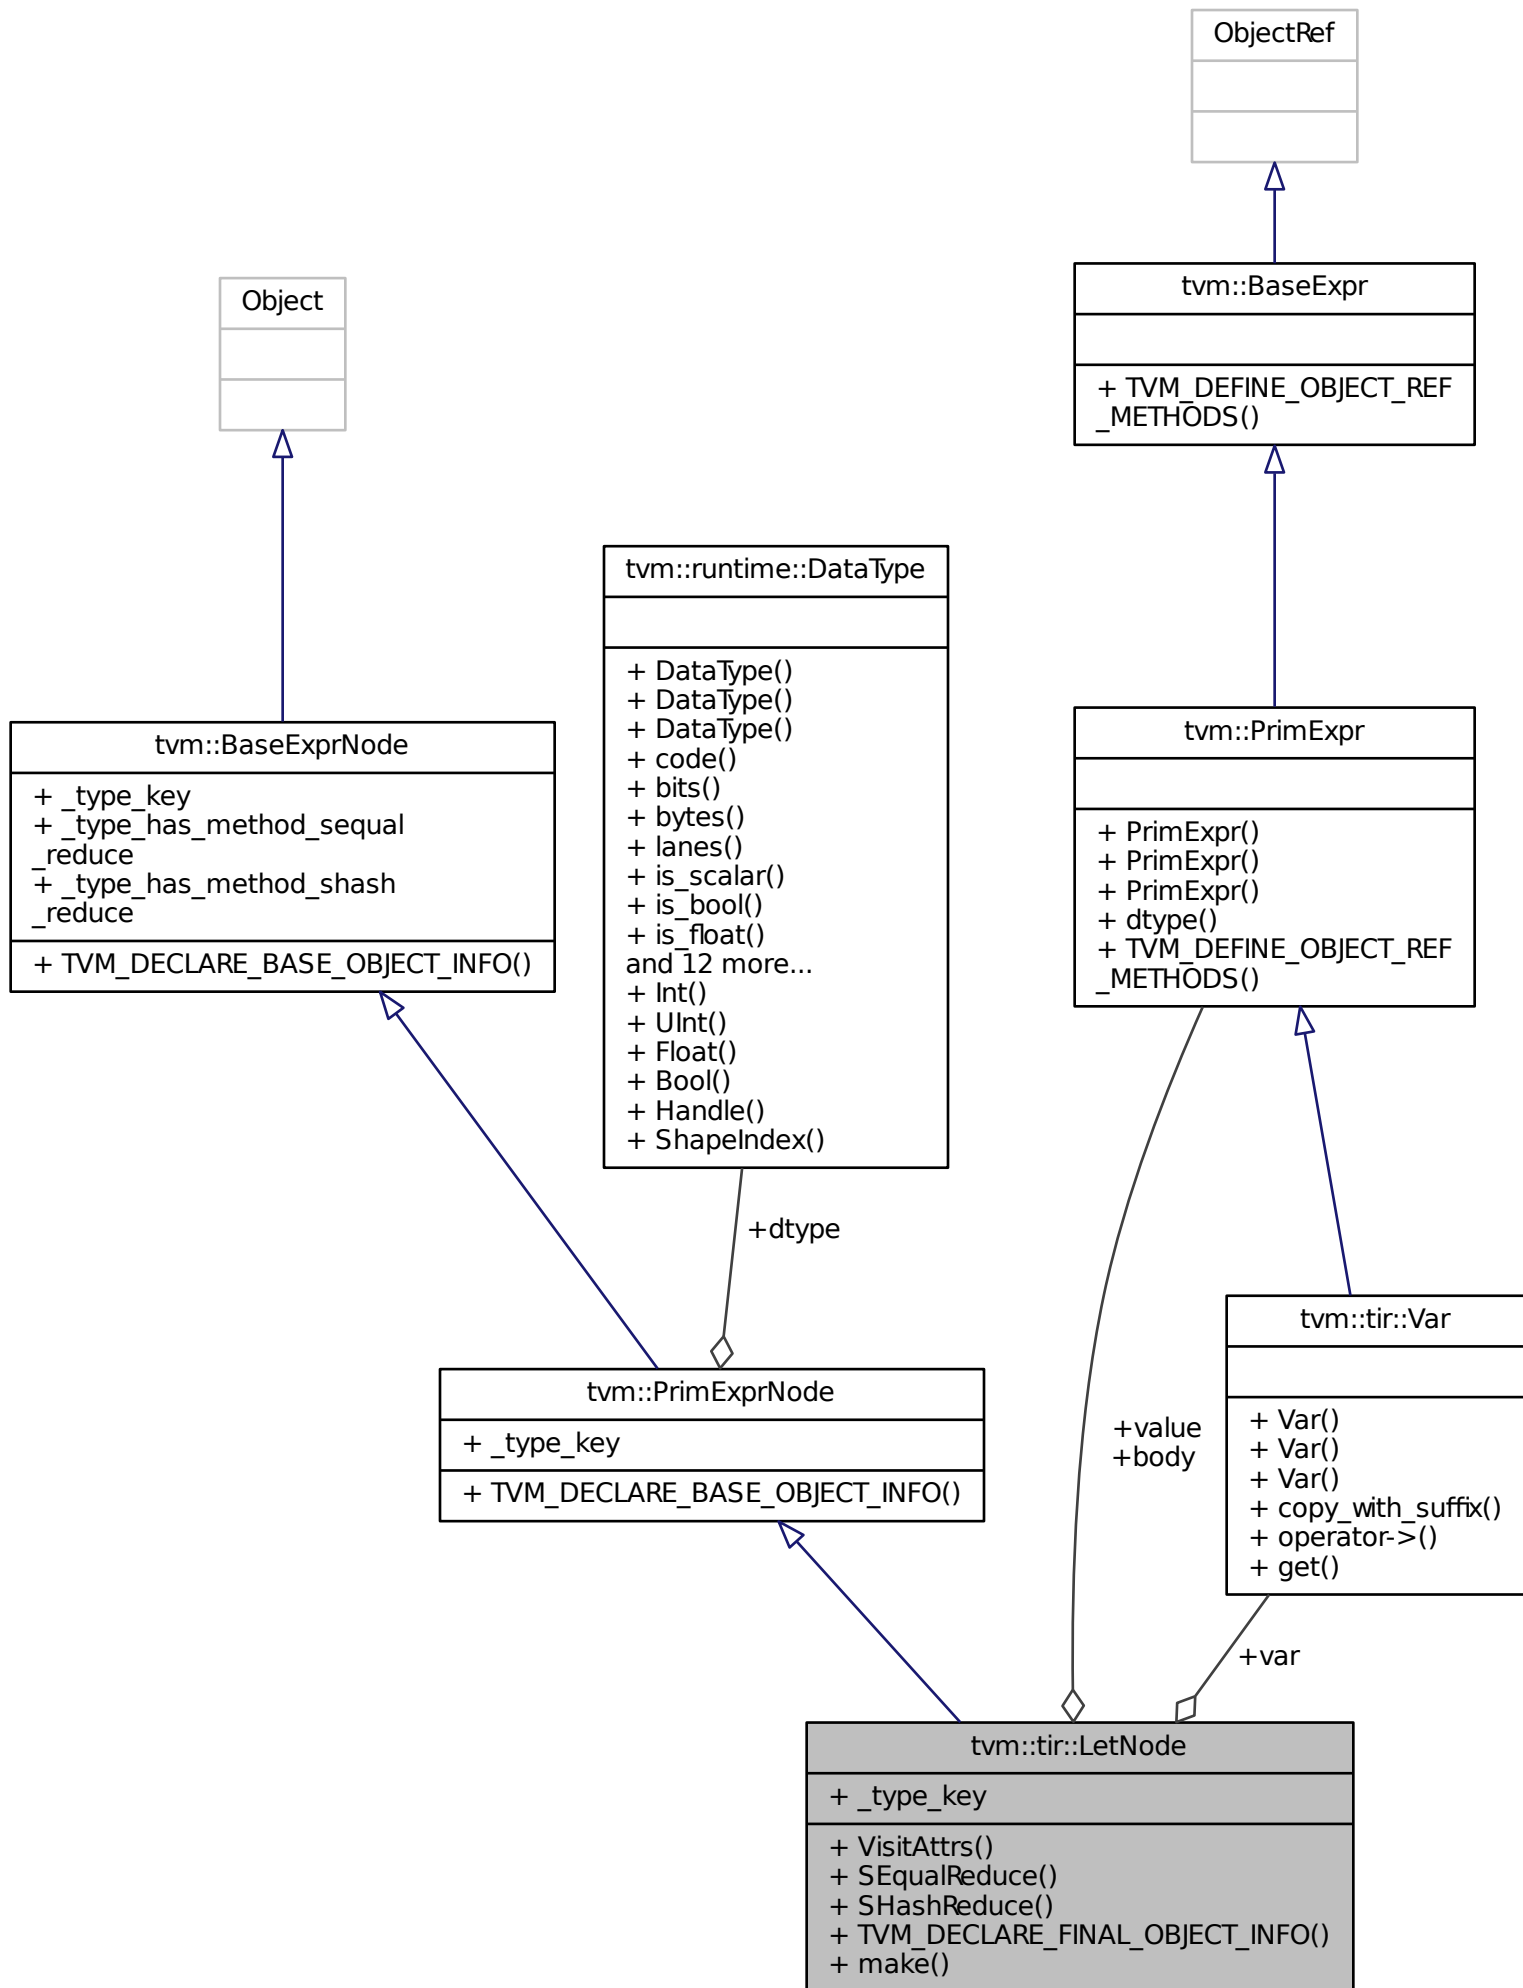 ObjectRef
tvm::BaseExpr
+ TVM_DEFINE_OBJECT_REF
_METHODS()
Object
tvm::runtime::DataType
+ DataType()
+ DataType()
+ DataType()
+ code()
+ bits()
+ bytes()
+ lanes()
+ is_scalar()
+ is_bool()
+ is_float()
and 12 more...
+ Int()
+ UInt()
+ Float()
+ Bool()
+ Handle()
+ ShapeIndex()
tvm::BaseExprNode
+ _type_key
+ _type_has_method_sequal
_reduce
+ _type_has_method_shash
_reduce
+ TVM_DECLARE_BASE_OBJECT_INFO()
tvm::PrimExpr
+ PrimExpr()
+ PrimExpr()
+ PrimExpr()
+ dtype()
+ TVM_DEFINE_OBJECT_REF
_METHODS()
+dtype
tvm::tir::Var
+ Var()
+ Var()
+ Var()
+ copy_with_suffix()
+ operator->()
+ get()
tvm::PrimExprNode
+ _type_key
+ TVM_DECLARE_BASE_OBJECT_INFO()
+value
+body
+var
tvm::tir::LetNode
+ _type_key
+ VisitAttrs()
+ SEqualReduce()
+ SHashReduce()
+ TVM_DECLARE_FINAL_OBJECT_INFO()
+ make()